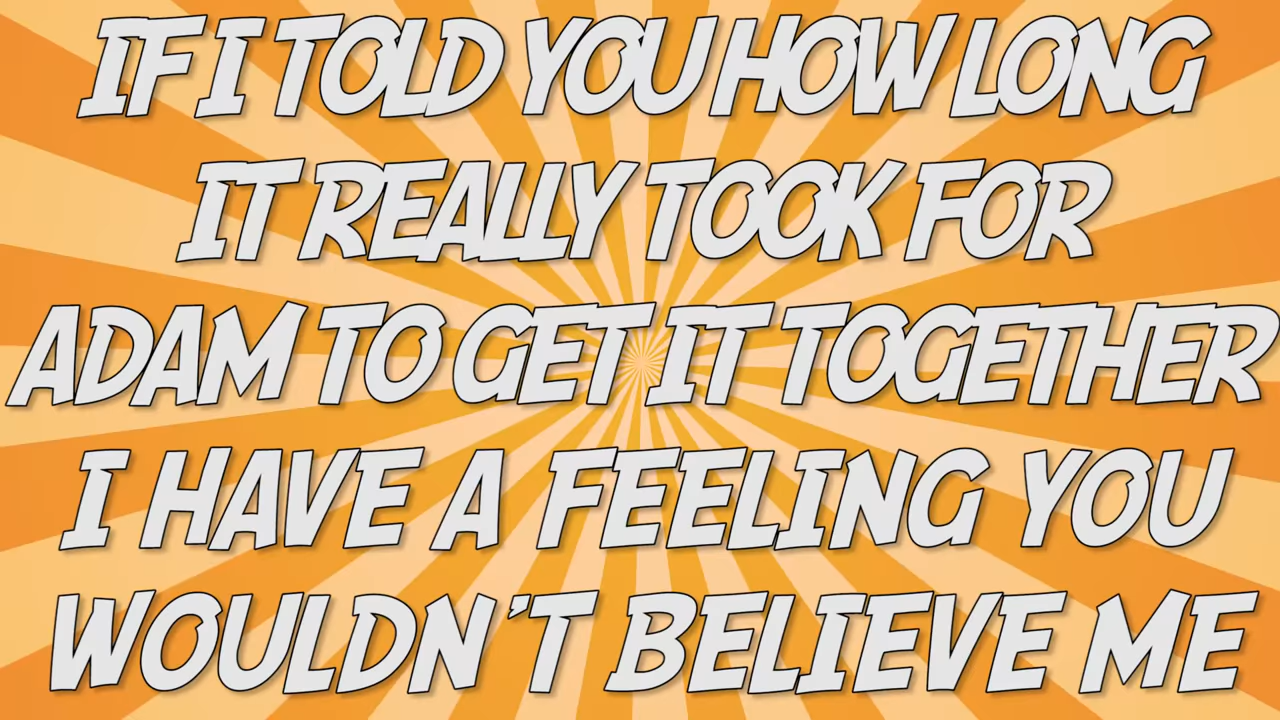 IF I TOLD YOU HOW LONG
IT REALLY TOOK FOR
ADAM TO GET IT TOGETHER
I HAVE A FEELING YOU
WOULDN'T BELIEVE ME